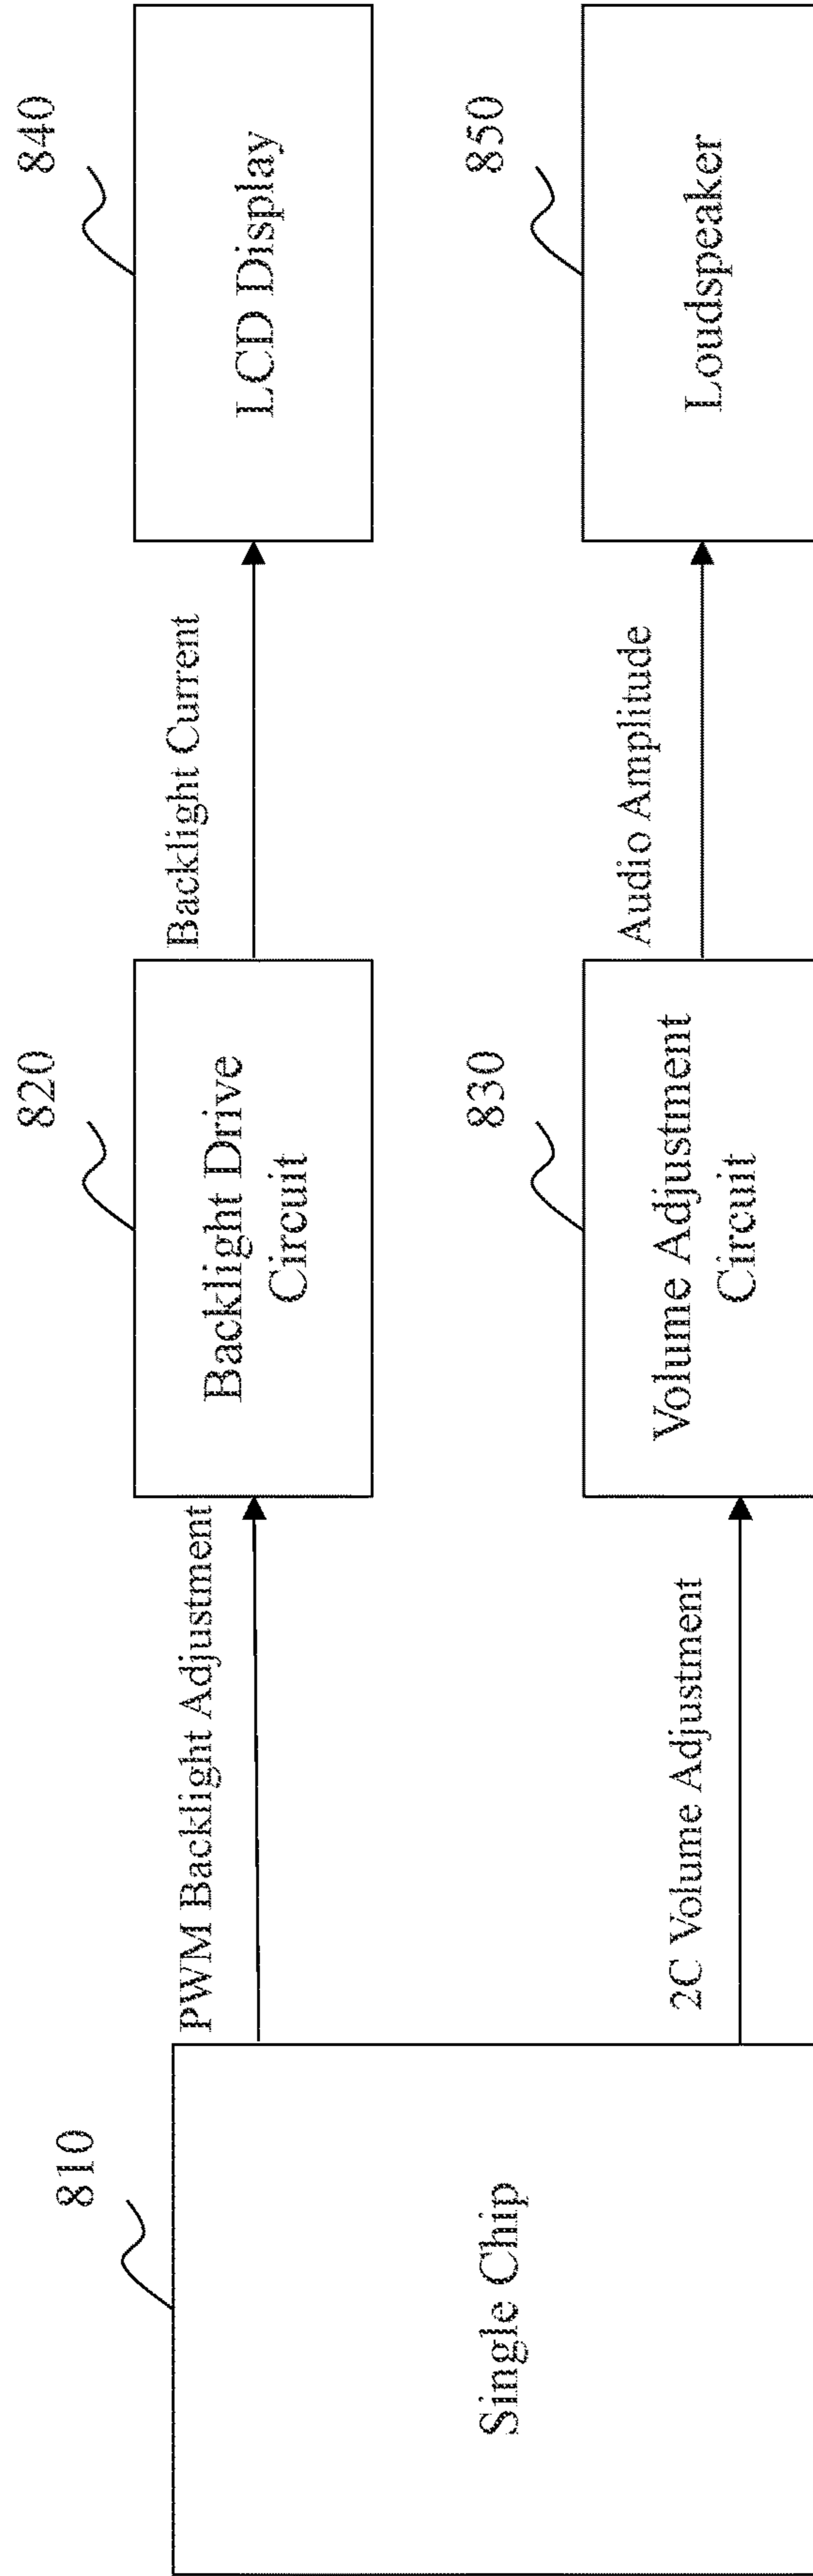 810
Single Chip
PWM Backlight Adjustment
2C Volume Adjustment
820
Backlight Drive
Circuit
830
Volume Adjustment
Circuit
Backlight Current
Audio Amplitude
840
LCD Display
850
Loudspeaker